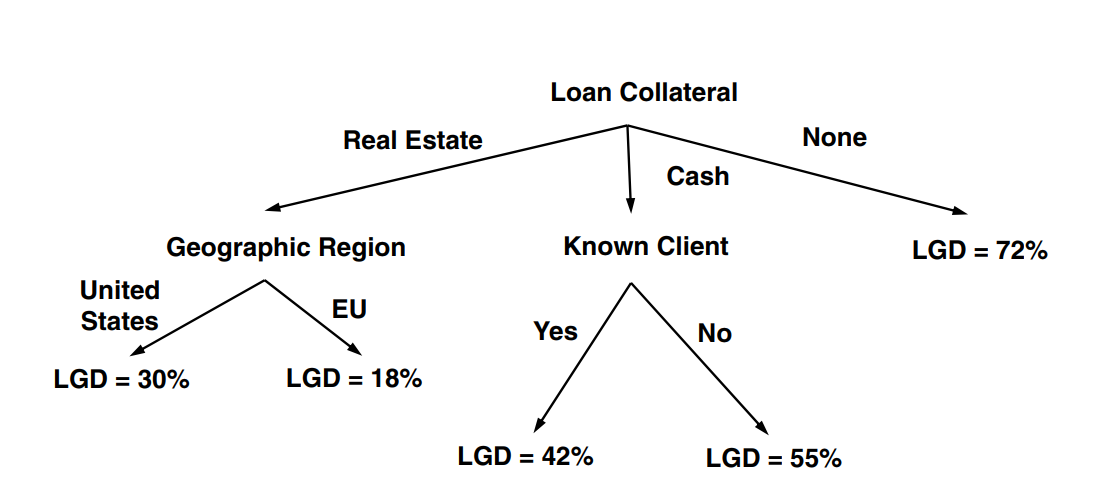 Loan Collateral
Real Estate
Cash
None
Geographic Region
Known Client
LGD = 72%
United
States
EU
Yes
No
LGD = 30%
LGD = 18%
LGD = 42%
LGD = 55%